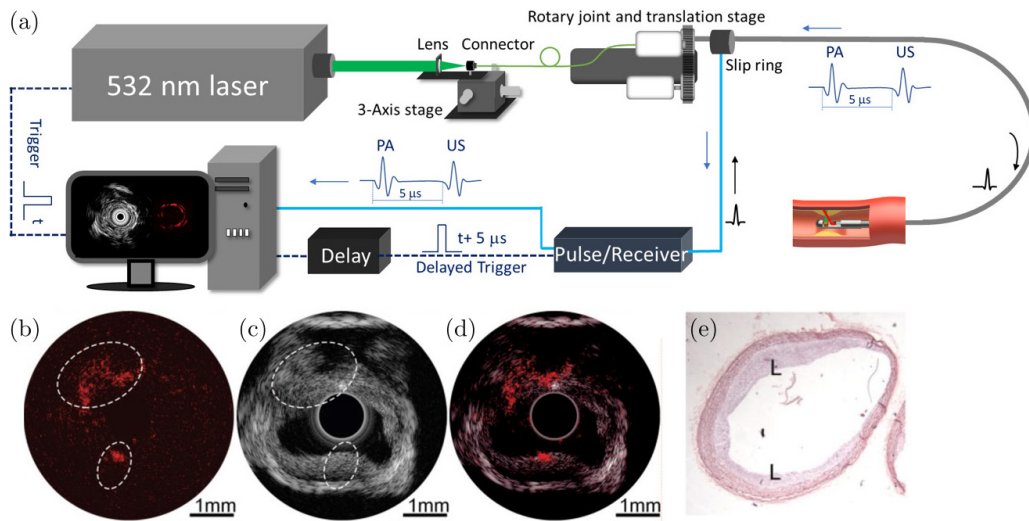 (a)
Rotary joint and translation stage
Lens
Connector
532 nm laser
Slip ring
3-Axis stage
PA
US
5 µs
Trigger
t
PA
US
5 µs
t+ 5 µs
Delay
Delayed Trigger
Pulse/Receiver
(b)
(c)
(d)
(e)
L
L
1mm
1mm
1mm